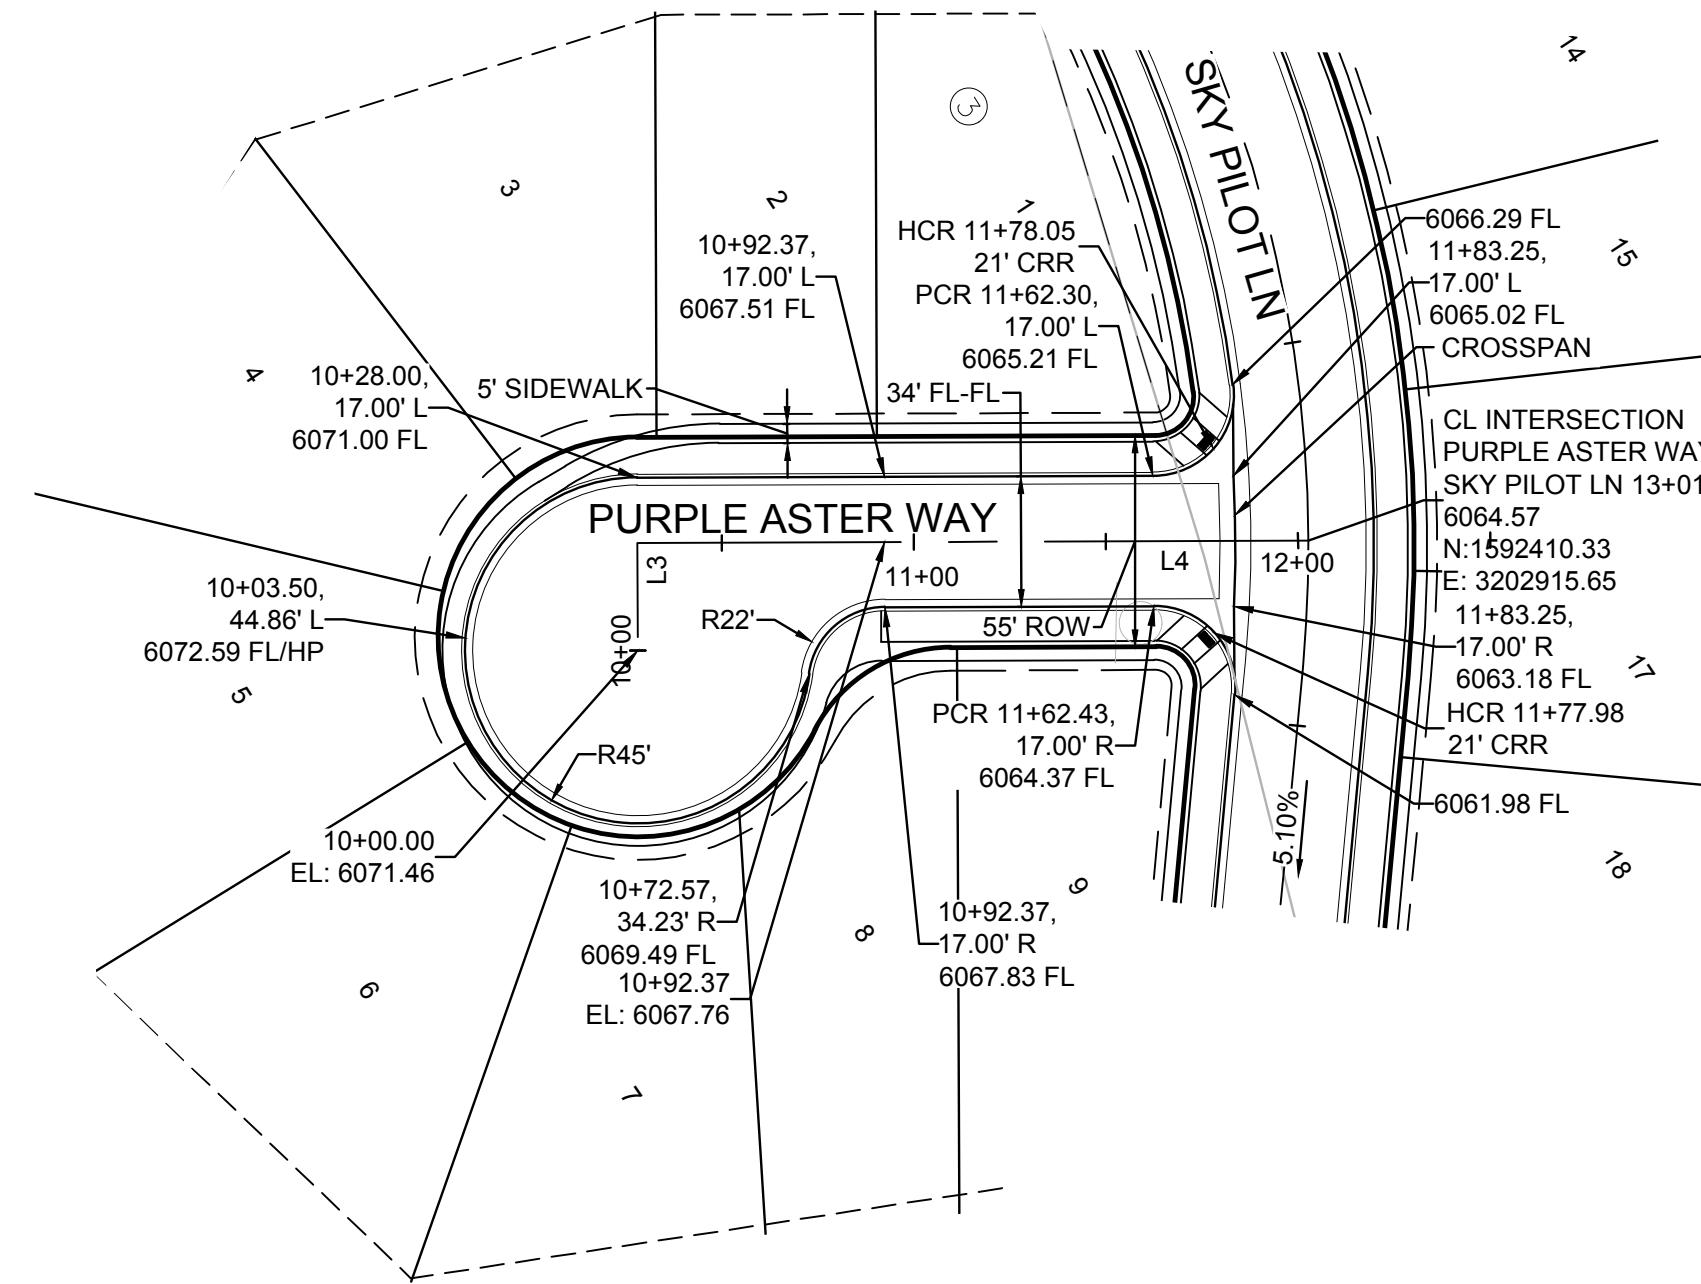 14
SKY PILOT LN
3
3
2
1
10+92.37,
17.00' L
6067.51 FL
HCR 11+78.05
21' CRR
PCR 11+62.30,
17.00' L
6065.21 FL
6066.29 FL
11+83.25,
17.00' L
6065.02 FL
CROSSPAN
15
4
10+28.00,
17.00' L
6071.00 FL
5' SIDEWALK
34' FL-FL
CL INTERSECTION
PURPLE ASTER WAY
SKY PILOT LN 13+01
6064.57
N:1592410.33
E: 3202915.65
PURPLE ASTER WAY
L3
11+00
L4
12+00
10+03.50,
44.86' L
6072.59 FL/HP
10+00
R22'
55' ROW
11+83.25,
17.00' R
6063.18 FL
17
HCR 11+77.98
21' CRR
5
PCR 11+62.43,
17.00' R
6064.37 FL
R45'
6061.98 FL
5.10%
18
10+00.00
EL: 6071.46
10+72.57,
34.23' R
6069.49 FL
10+92.37
EL: 6067.76
10+92.37,
17.00' R
6067.83 FL
9
8
6
7